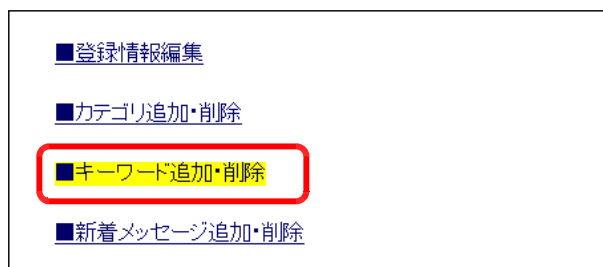 ■登録情報編集
■カテゴリ追加・削除
■キーワード追加・削除
■新着メッセージ追加・削除